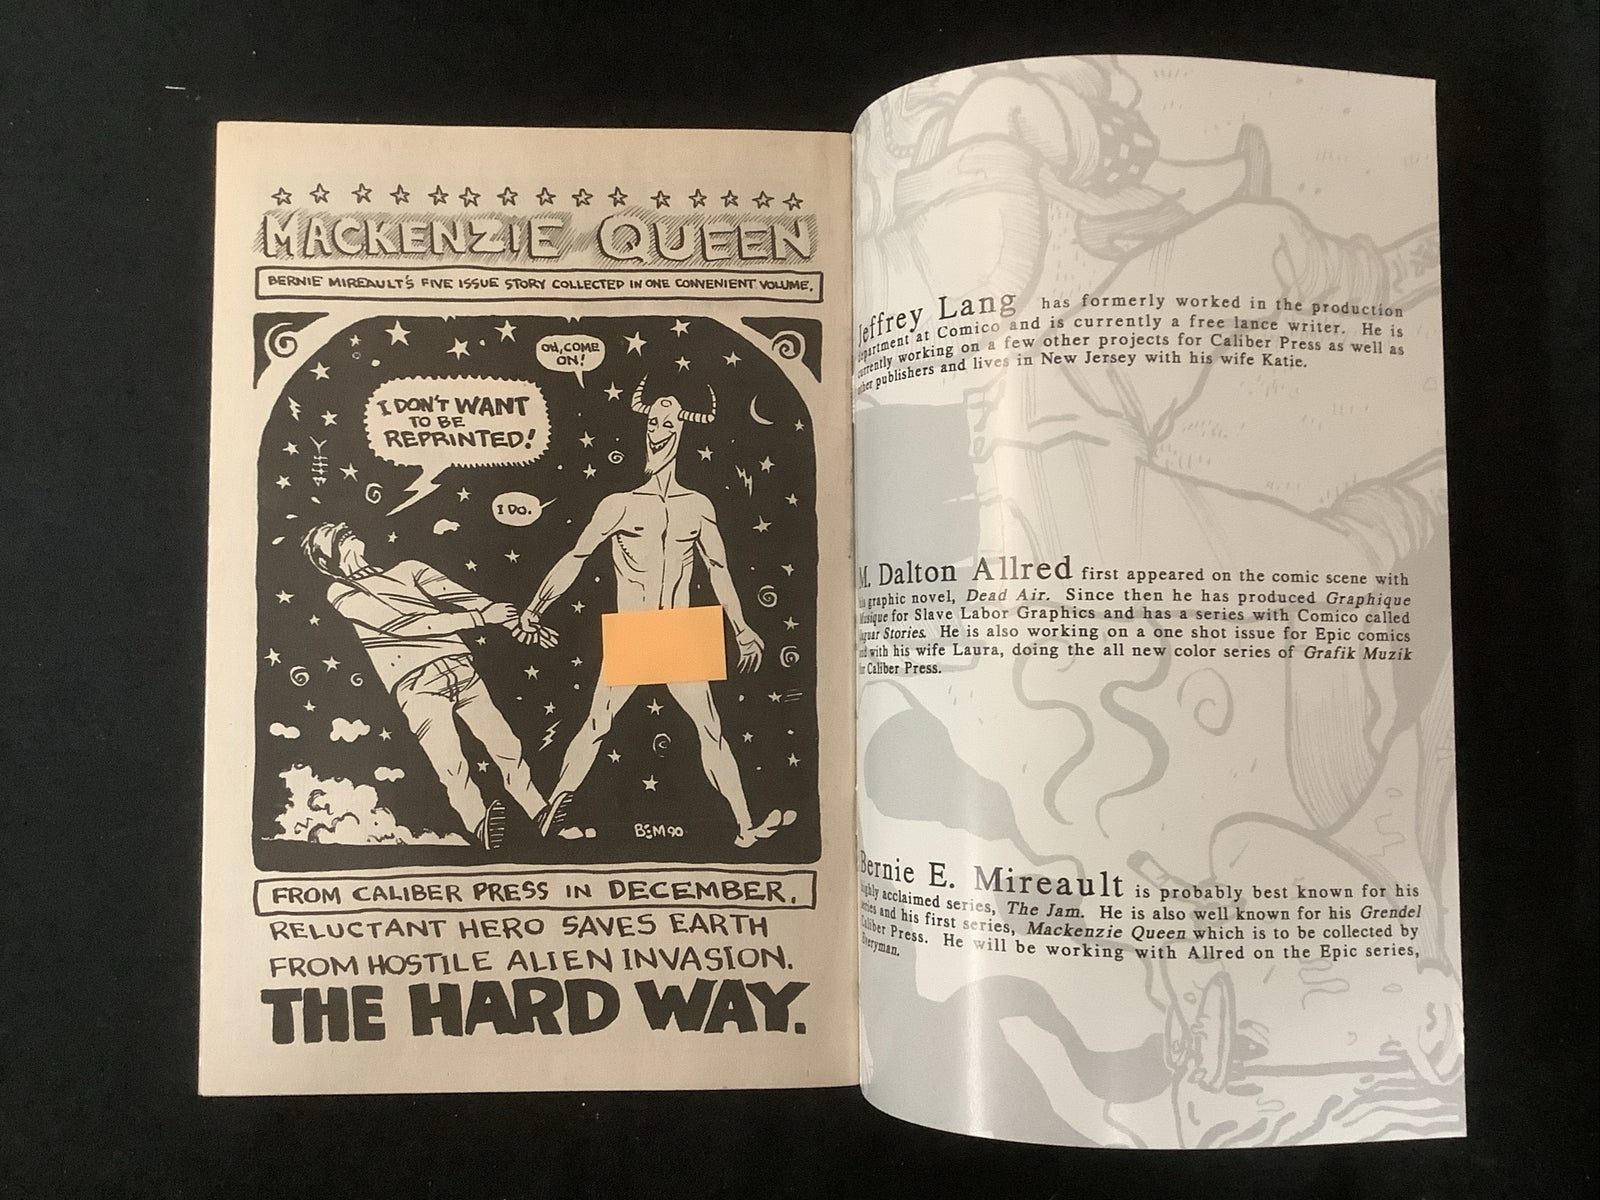 MACKENZIE QUEEN
BERNIE MIREAULT'S FIVE ISSUE STORY COLLECTED IN ONE CONVENIENT VOLUME.
OH, COME
ON!
I DON'T WANT
TO BE
REPRINTED!
I DO.
BEM 90
FROM CALIBER PRESS IN DECEMBER.
RELUCTANT HERO SAVES EARTH
FROM HOSTILE ALIEN INVASION.
THE HARD WAY.
Jeffrey Lang has formerly worked in the production
department at Comico and is currently a free lance writer. He is
currently working on a few other projects for Caliber Press as well as
other publishers and lives in New Jersey with his wife Katie.
M. Dalton Allred first appeared on the comic scene with
graphic novel, Dead Air. Since then he has produced Graphique
Musique for Slave Labor Graphics and has a series with Comico called
Jaguar Stories. He is also working on a one shot issue for Epic comics
with his wife Laura, doing the all new color series of Grafik Muzik
for Caliber Press.
Bernie E. Mireault is probably best known for his
highly acclaimed series, The Jam. He is also well known for his Grendel
series and his first series, Mackenzie Queen which is to be collected by
Caliber Press. He will be working with Allred on the Epic series,
Everyman.